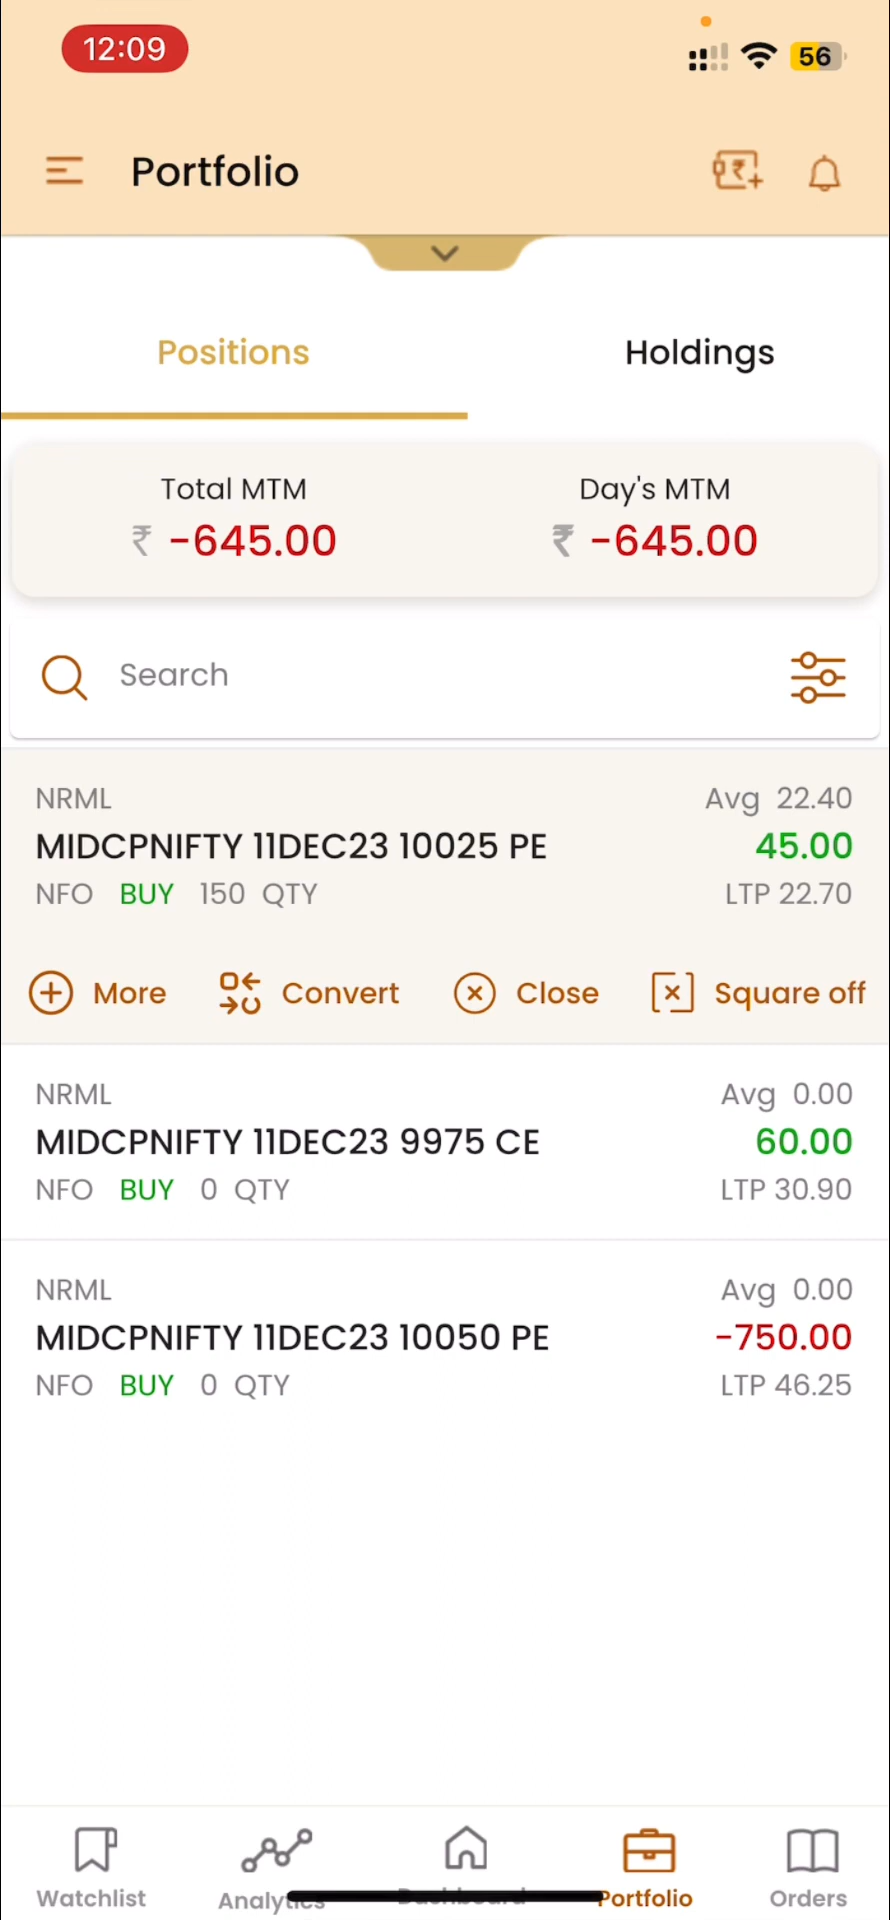 12:09
56
Portfolio
Positions Holdings
Total MTM Day's MTM
₹ -645.00 ₹ -645.00
Search
NRML Avg 22.40
MIDCPNIFTY 11DEC23 10025 PE 45.00
NFO BUY 150 QTY LTP 22.70
More Convert Close Square off
NRML Avg 0.00
MIDCPNIFTY 11DEC23 9975 CE 60.00
NFO BUY 0 QTY LTP 30.90
NRML Avg 0.00
MIDCPNIFTY 11DEC23 10050 PE -750.00
NFO BUY 0 QTY LTP 46.25
Watchlist Analytics Dashboard Portfolio Orders